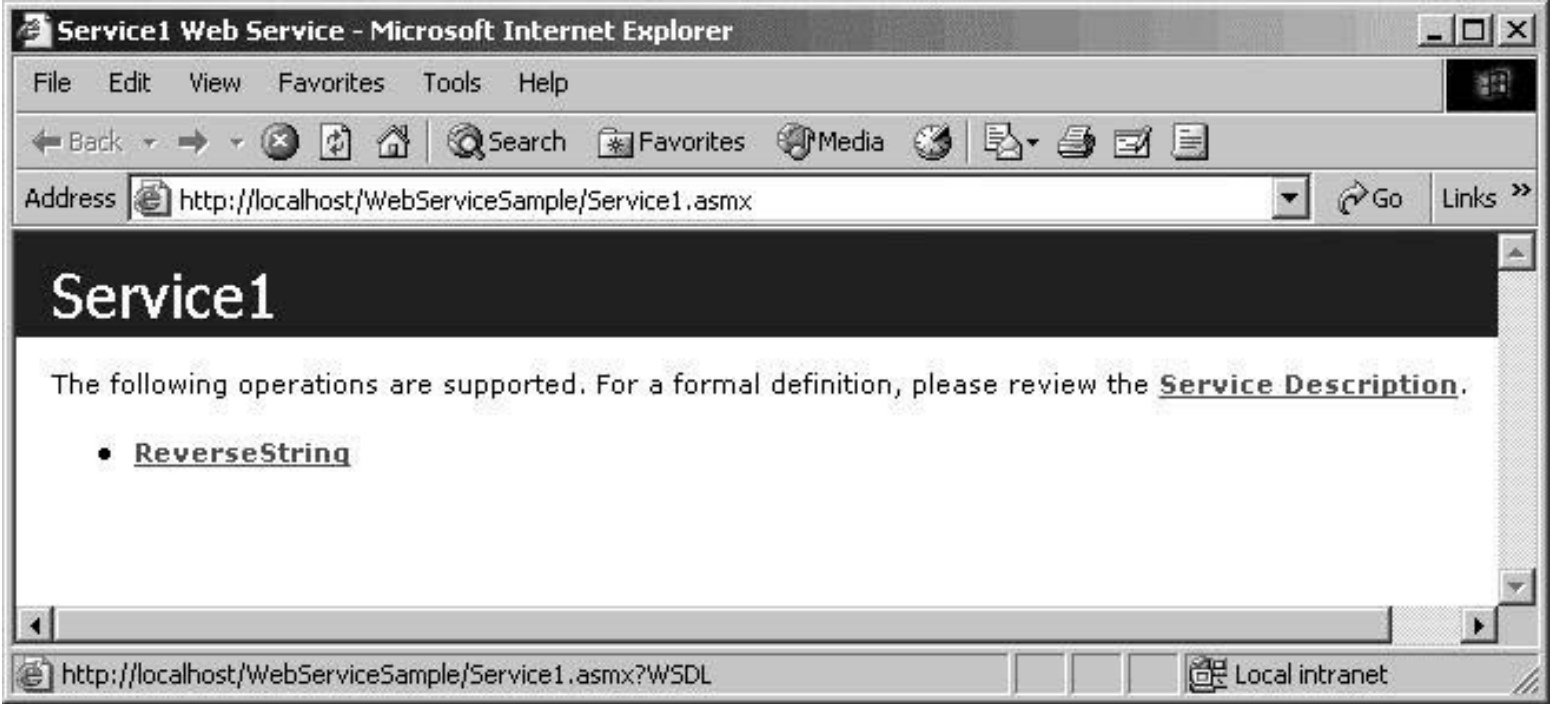 Service1 Web Service - Microsoft Internet Explorer
File Edit View Favorites Tools Help
Back Search Favorites Media
Address http://localhost/WebServiceSample/Service1.asmx Go Links »
Service1
The following operations are supported. For a formal definition, please review the Service Description.
• ReverseString
http://localhost/WebServiceSample/Service1.asmx?WSDL Local intranet